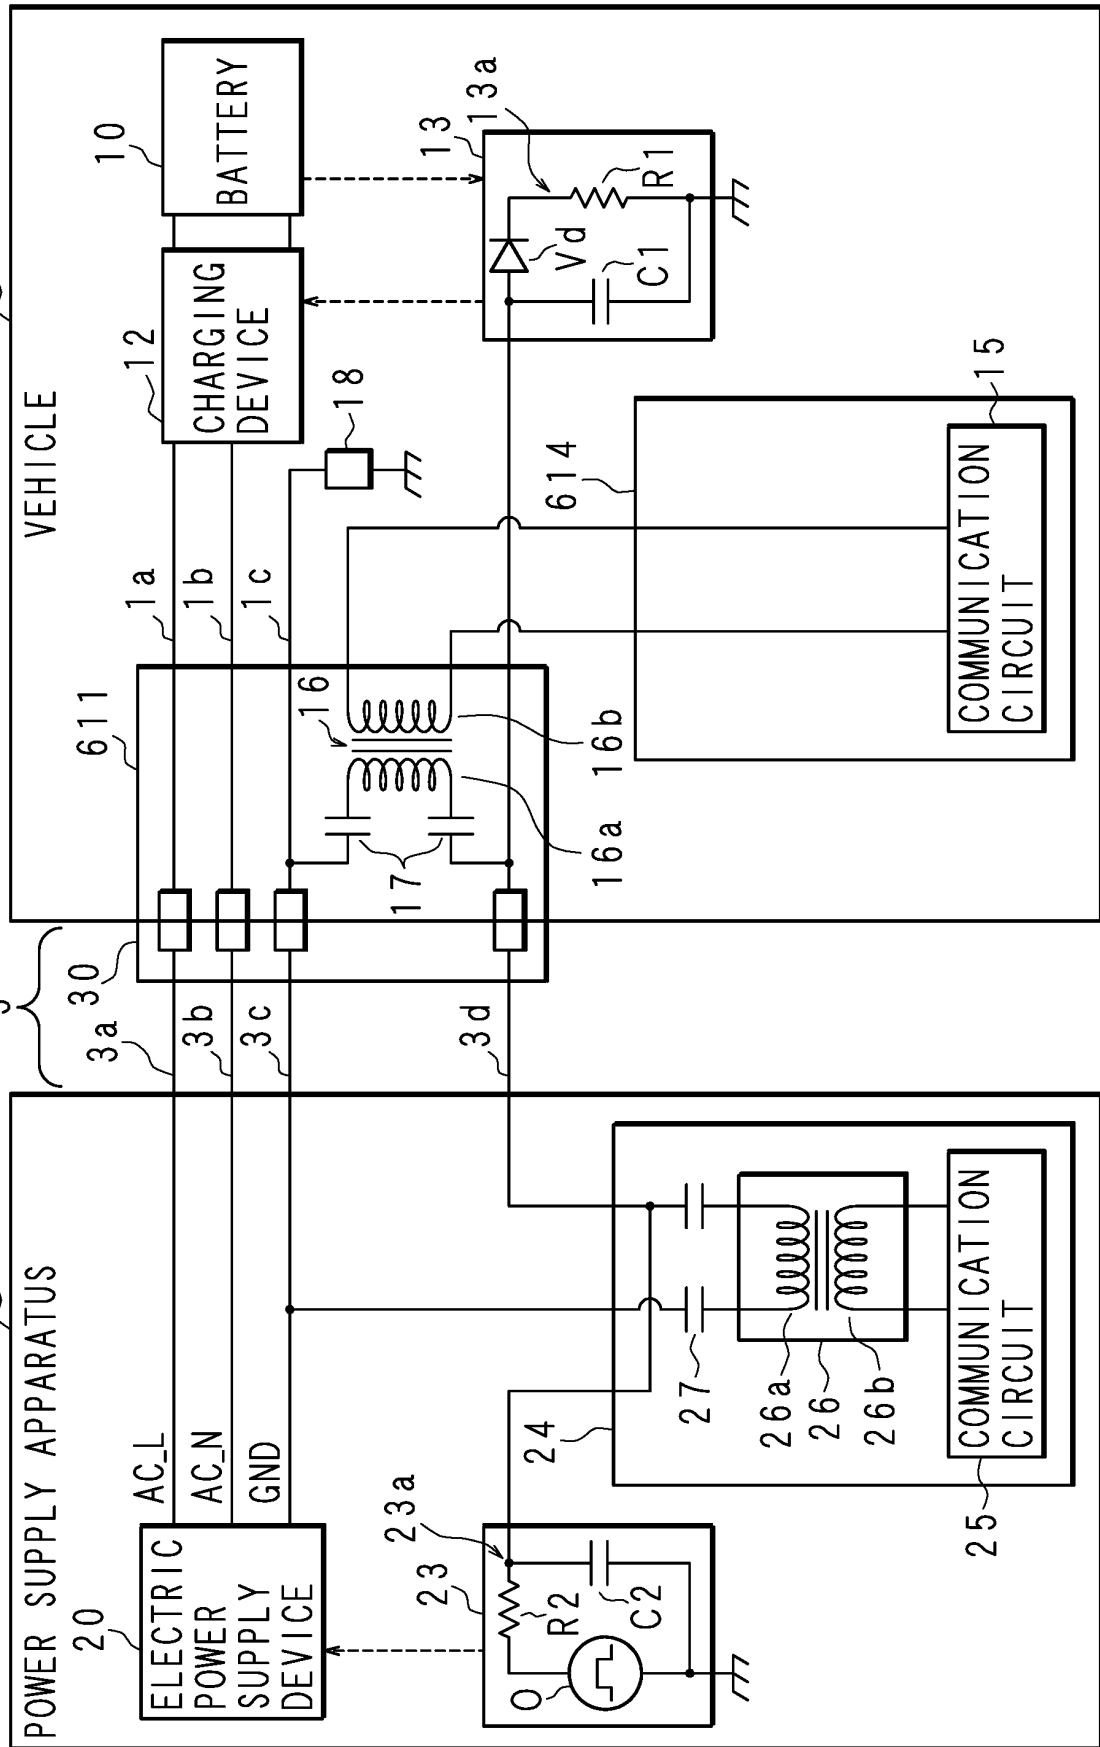 POWER SUPPLY APPARATUS
VEHICLE
20
ELECTRIC
POWER
SUPPLY
DEVICE
AC_L
AC_N
GND
3a
3b
3c
3d
30
611
1a
1b
1c
12
CHARGING
DEVICE
10
BATTERY
18
16
16a
16b
17
13
13a
Vd
R1
C1
23
23a
R2
C2
O
24
27
26a
26
26b
25
COMMUNICATION
CIRCUIT
614
15
COMMUNICATION
CIRCUIT